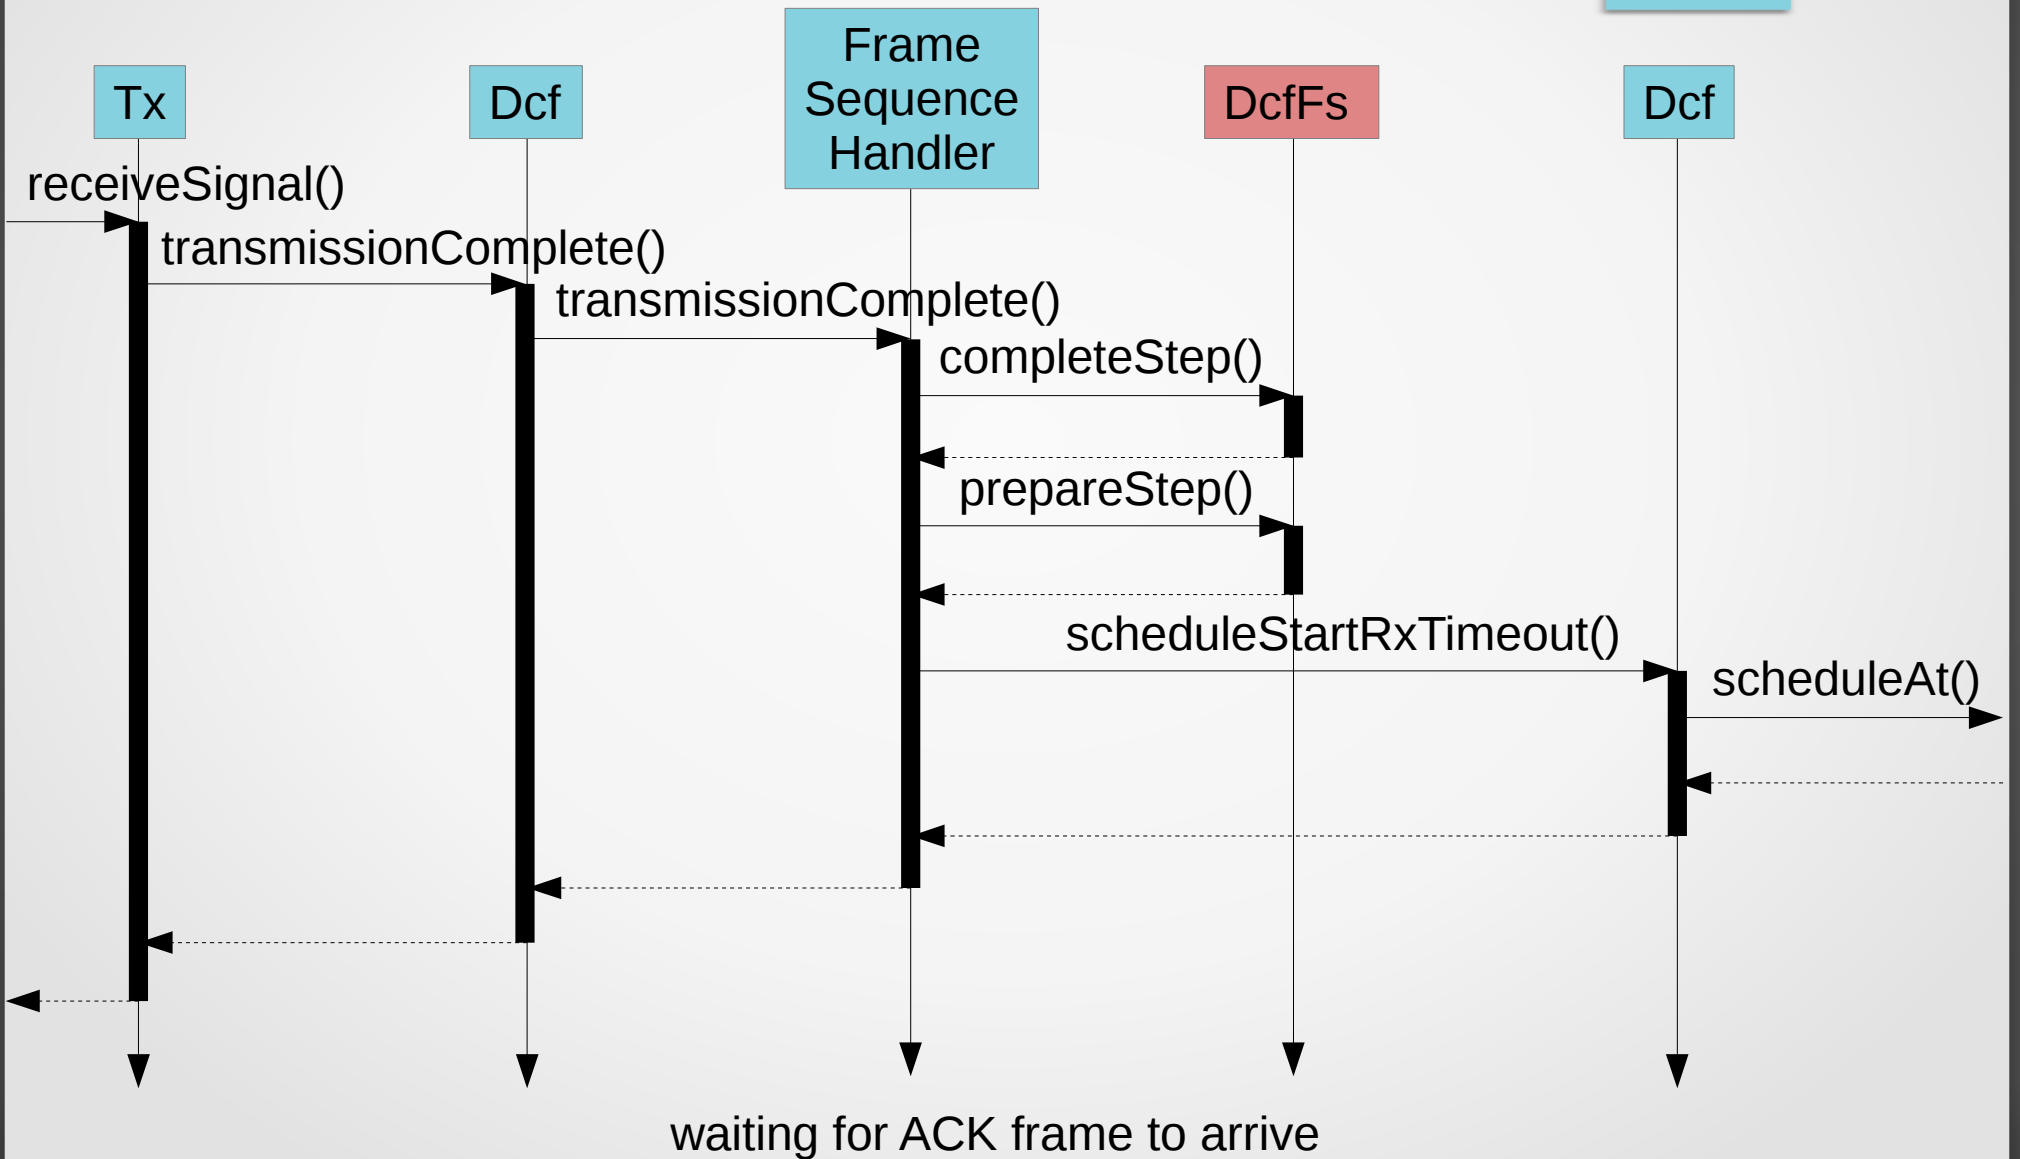 Frame
Sequence
Handler
Tx
Dcf
DcfFs
Dcf
receiveSignal()
transmissionComplete()
transmissionComplete()
completeStep()
prepareStep()
scheduleStartRxTimeout()
scheduleAt()
waiting for ACK frame to arrive